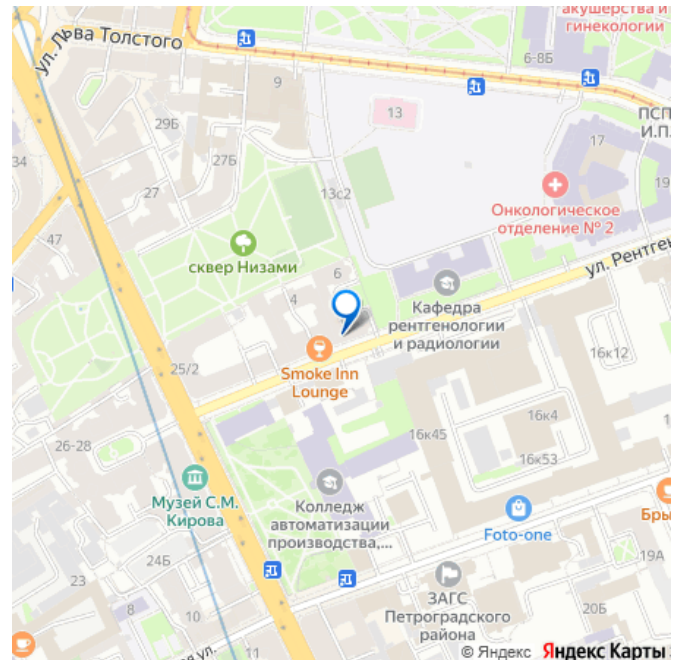 акушерства и
гинекологии
ул. Льва Толстого
6-8Б
9
13
ПСП
И.П.
29Б
17
34
27Б
19
27
13с2
Онкологическое
отделение № 2
47
сквер Низами
6
ул. Рентген
4
Кафедра
рентгенологии
и радиологии
Smoke Inn
Lounge
16к12
25/2
16к4
16к45
26-28
16к53
Музей С.М.
Кирова
Колледж
автоматизации
производства,...
Foto-one
Бры
24Б
19А
23
ЗАГС
Петроградского
района
8
10
20Б
ая ул.
© Яндекс Яндекс Карты